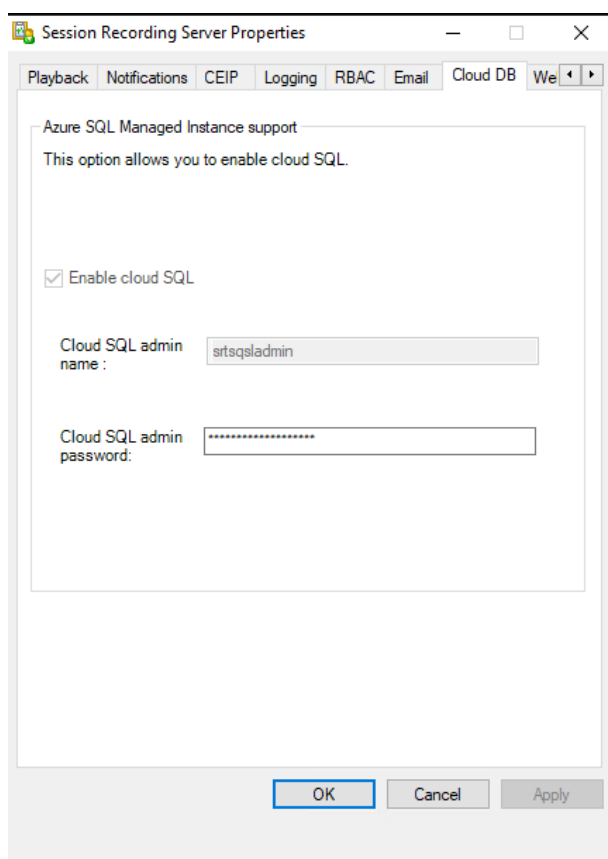 Session Recording Server Properties
Playback Notifications CEIP Logging RBAC Email Cloud DB We
Azure SQL Managed Instance support
This option allows you to enable cloud SQL.
Enable cloud SQL
Cloud SQL admin
name :
srtsqsladmin
Cloud SQL admin
password:
*******************
OK Cancel Apply